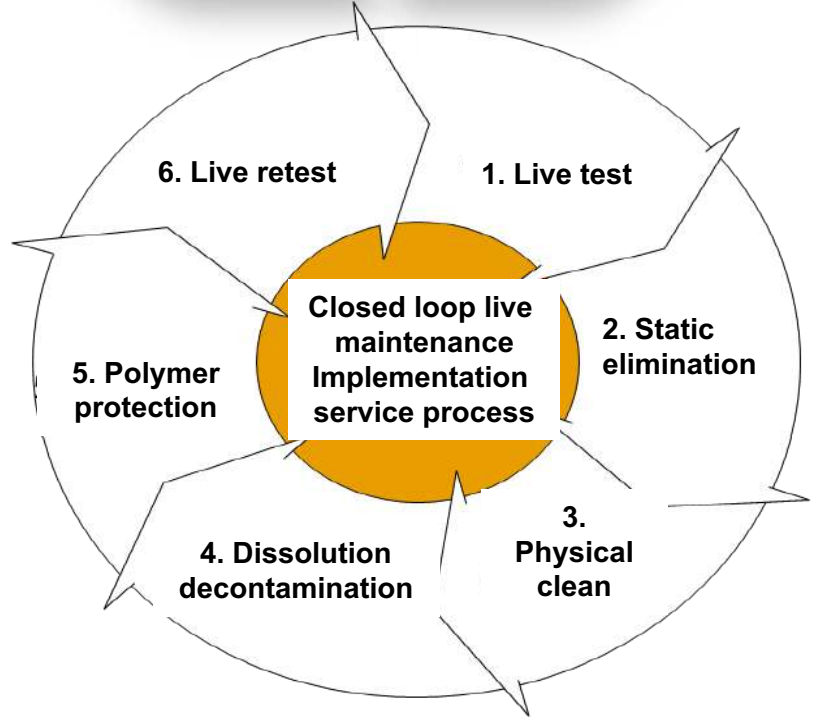 1. Live test
2. Static
elimination
3.
Physical
clean
4. Dissolution
decontamination
5. Polymer
protection
6. Live retest
Closed loop live
maintenance
Implementation
service process